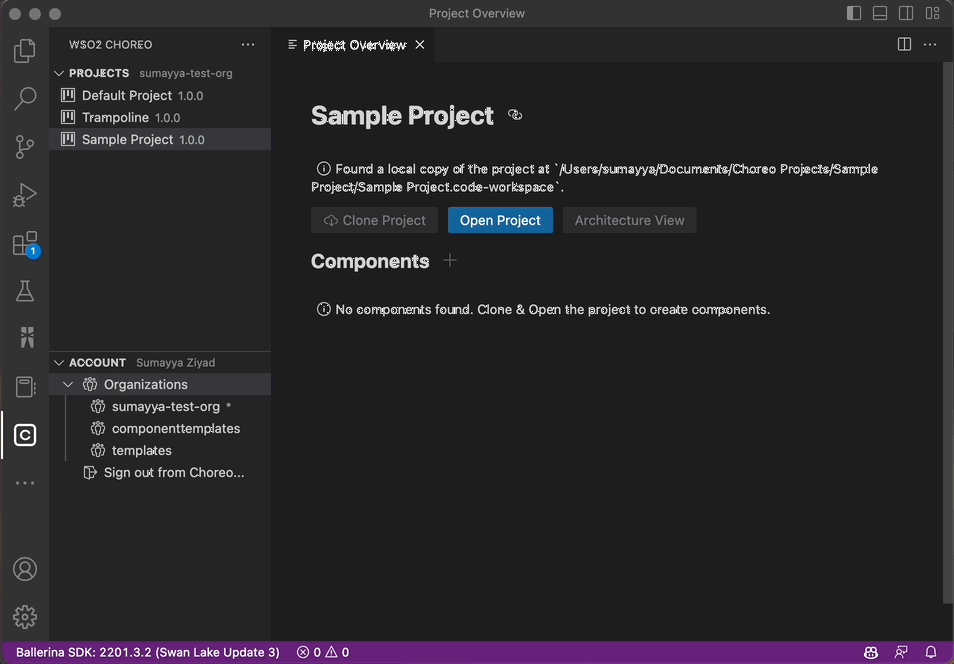 Project Overview
WSO2 CHOREO
PROJECTS sumayya-test-org
Default Project 1.0.0
Trampoline 1.0.0
Sample Project 1.0.0
1
ACCOUNT Sumayya Ziyad
Organizations
sumayya-test-org *
componenttemplates
templates
Sign out from Choreo...
Project Overview
Sample Project
Found a local copy of the project at `/Users/sumayya/Documents/Choreo Projects/Sample
Project/Sample Project.code-workspace`.
Clone Project
Open Project
Architecture View
Components
No components found. Clone & Open the project to create components.
Ballerina SDK: 2201.3.2 (Swan Lake Update 3) 0 0